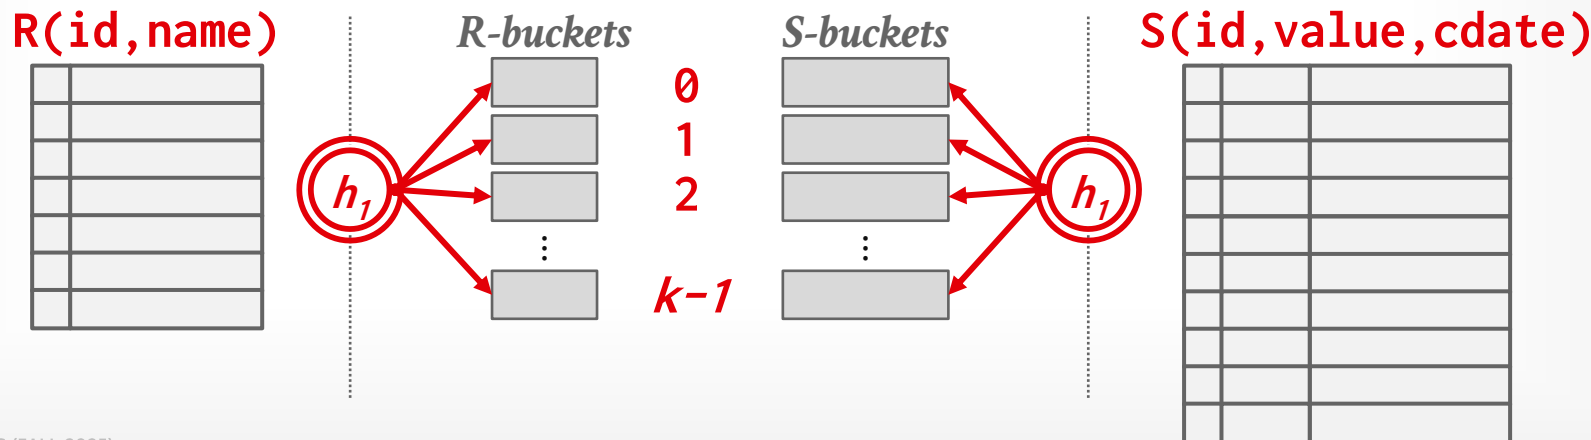 R(id,name)
R-buckets
S-buckets
S(id,value,cdate)
0
1
2
h1
h1
⋮
⋮
k-1